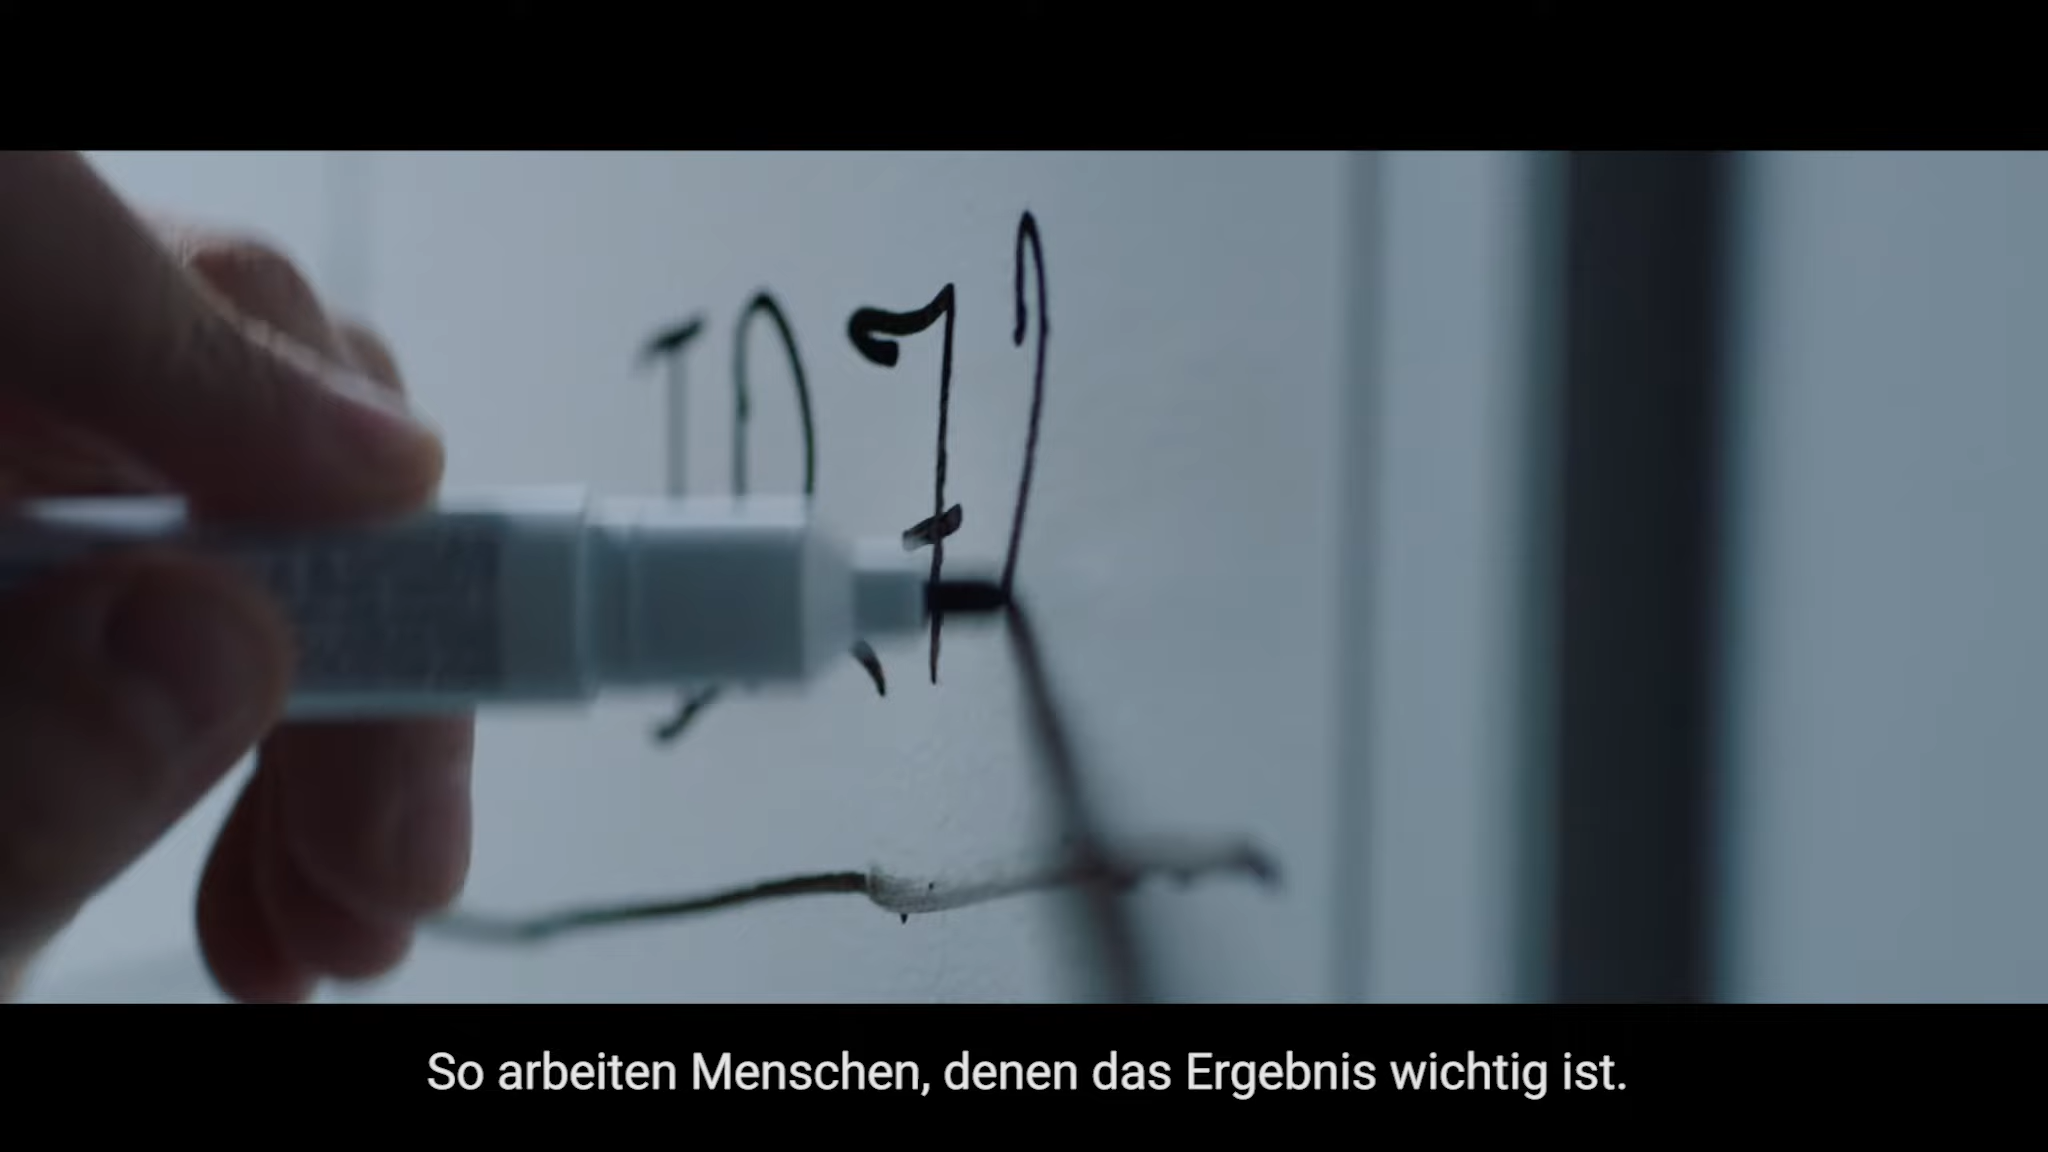 So arbeiten Menschen, denen das Ergebnis wichtig ist.